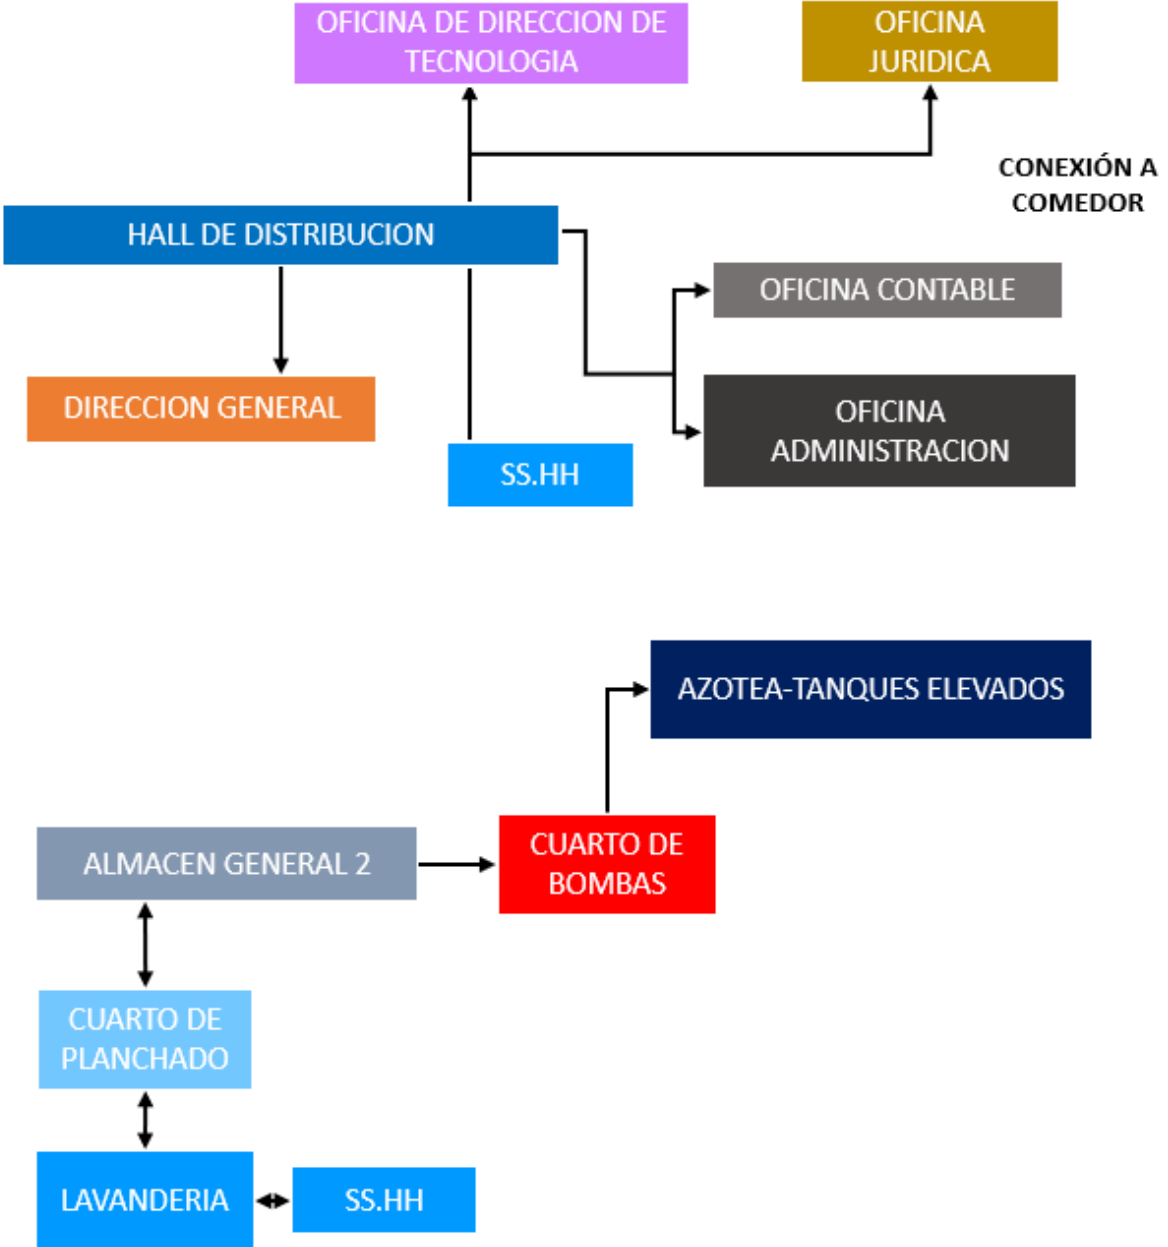 OFICINA DE DIRECCION DE
TECNOLOGIA
OFICINA
JURIDICA
CONEXIÓN A
COMEDOR
HALL DE DISTRIBUCION
OFICINA CONTABLE
DIRECCION GENERAL
OFICINA
ADMINISTRACION
SS.HH
AZOTEA-TANQUES ELEVADOS
ALMACEN GENERAL 2
CUARTO DE
BOMBAS
CUARTO DE
PLANCHADO
LAVANDERIA
SS.HH